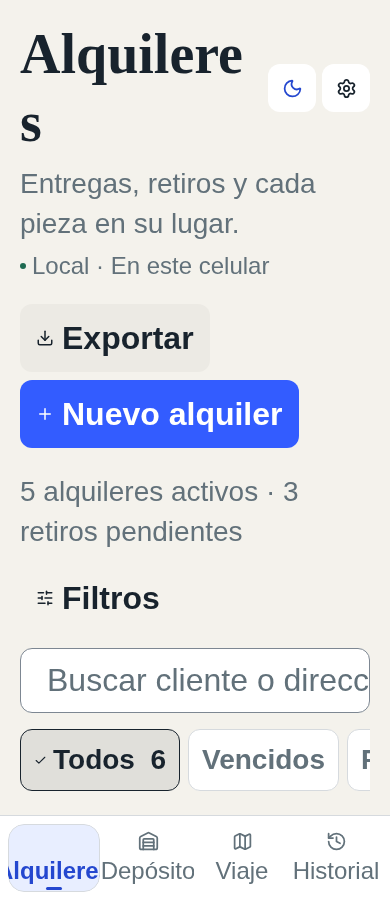 Alquilere
s
Entregas, retiros y cada
pieza en su lugar.
Local · En este celular
Exportar
Nuevo alquiler
5 alquileres activos · 3
retiros pendientes
Filtros
Buscar cliente o direcc
Todos 6
Vencidos
Alquileres
Depósito
Viaje
Historial